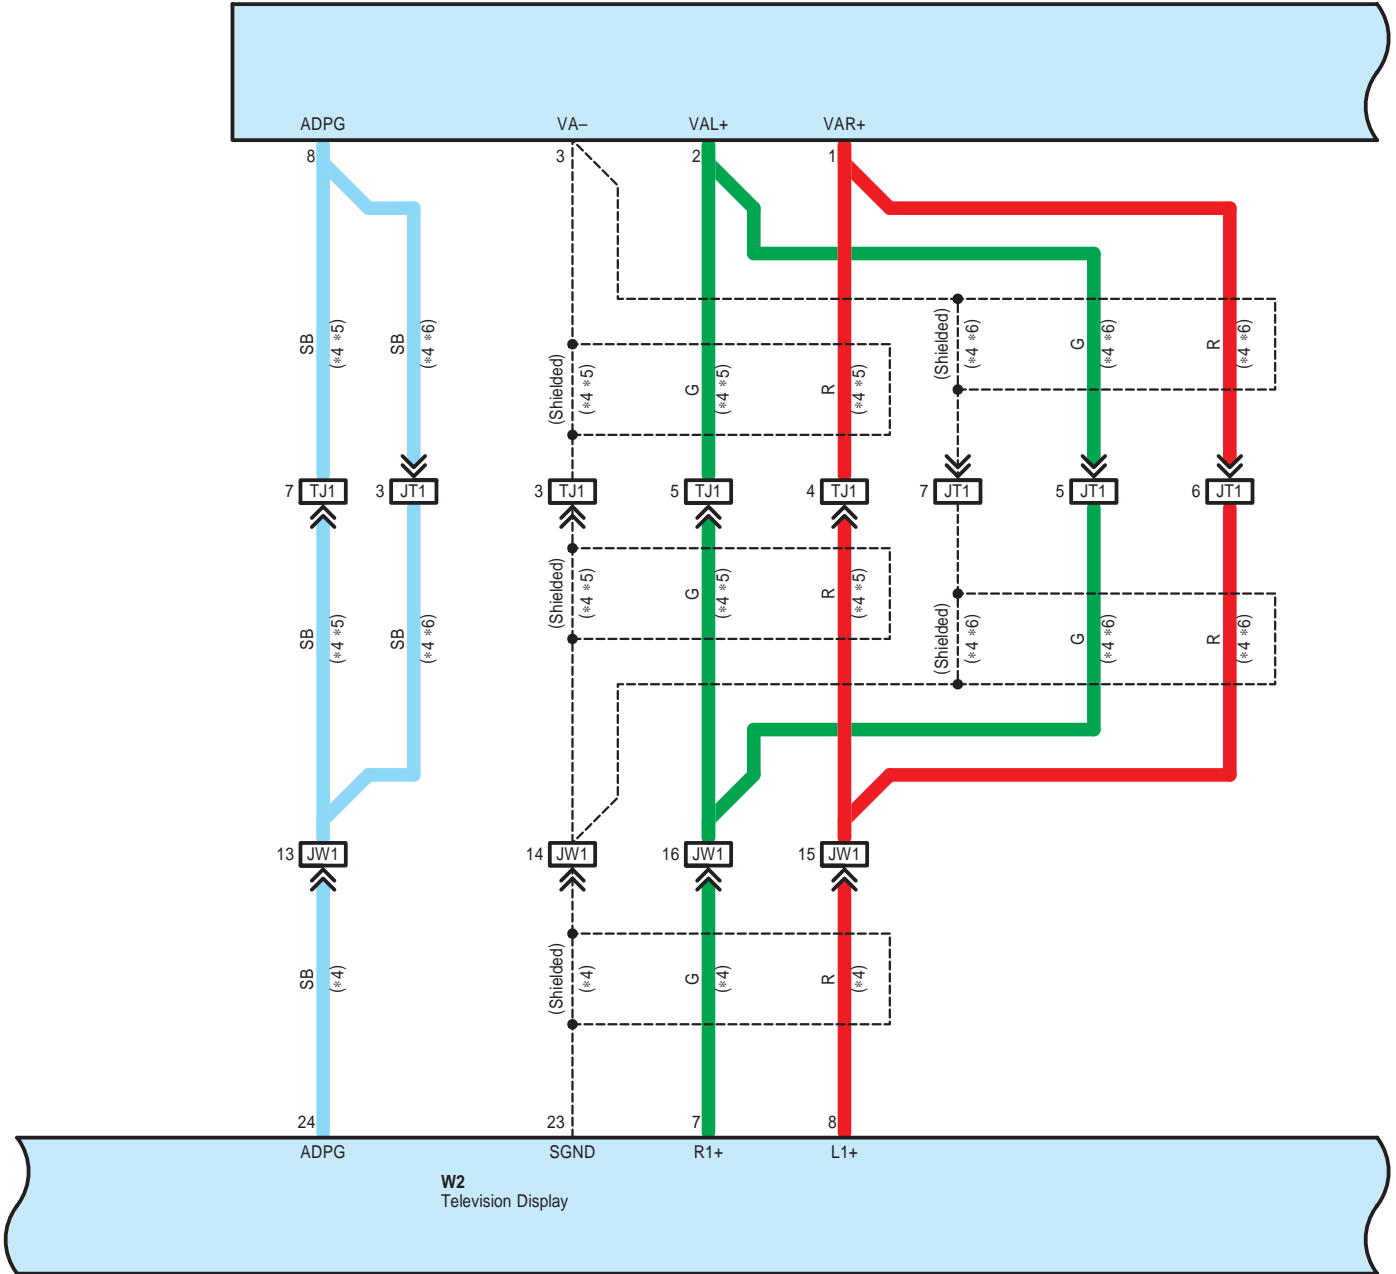 ADPG VA– VAL+ VAR+
8 3 2 1
SB (*4 *5) SB (*4 *6) (Shielded) (*4 *5) G (*4 *5) R (*4 *5) (Shielded) (*4 *6) G (*4 *6) R (*4 *6)
7 TJ1 3 JT1 3 TJ1 5 TJ1 4 TJ1 7 JT1 5 JT1 6 JT1
SB (*4 *5) SB (*4 *6) (Shielded) (*4 *5) G (*4 *5) R (*4 *5) (Shielded) (*4 *6) G (*4 *6) R (*4 *6)
13 JW1 14 JW1 16 JW1 15 JW1
SB (*4) (Shielded) (*4) G (*4) R (*4)
24 23 7 8
ADPG SGND R1+ L1+
W2
Television Display